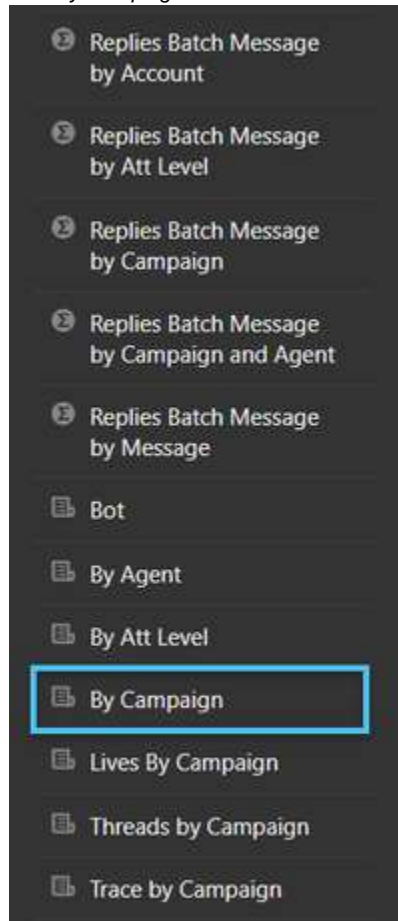 Replies Batch Message
by Account
Replies Batch Message
by Att Level
Replies Batch Message
by Campaign
Replies Batch Message
by Campaign and Agent
Replies Batch Message
by Message
Bot
By Agent
By Att Level
By Campaign
Lives By Campaign
Threads by Campaign
Trace by Campaign